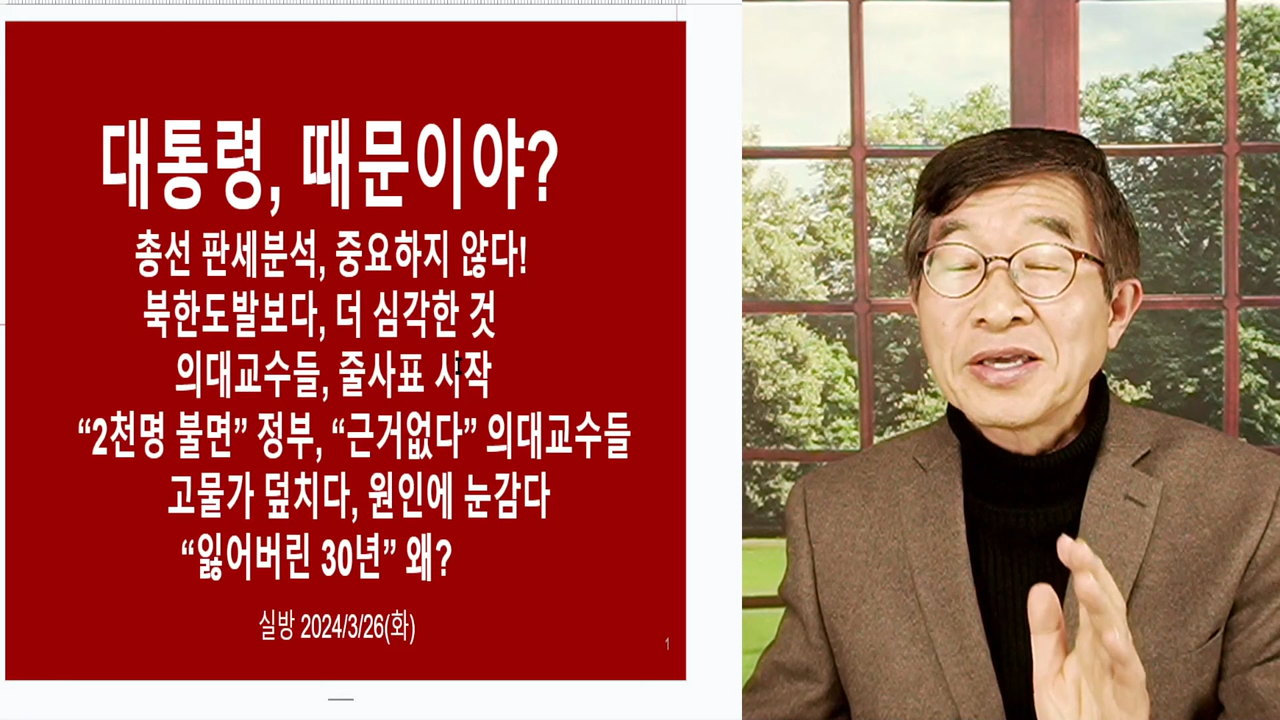 대통령, 때문이야?
총선 판세분석, 중요하지 않다!
북한도발보다, 더 심각한 것
의대교수들, 줄사표 시작
“2천명 불면” 정부, “근거없다” 의대교수들
고물가 덮치다, 원인에 눈감다
“잃어버린 30년” 왜?
실방 2024/3/26(화)
1